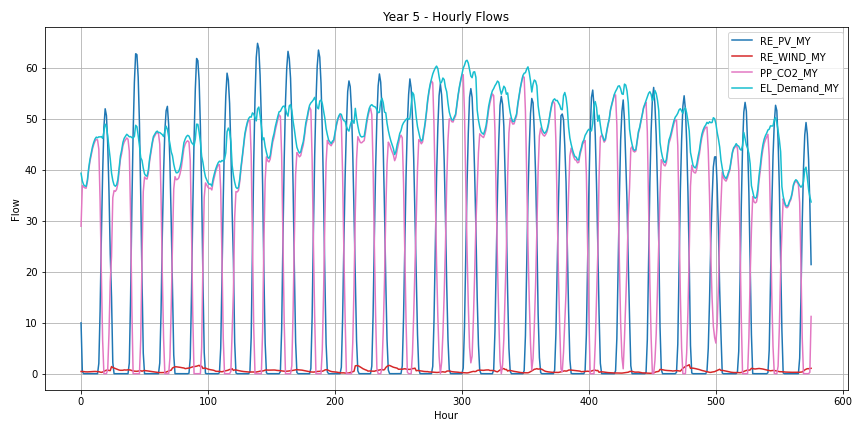 Year 5 - Hourly Flows
RE_PV_MY
RE_WIND_MY
PP_CO2_MY
EL_Demand_MY
60
50
40
30
20
10
0
Flow
0
100
200
300
400
500
600
Hour